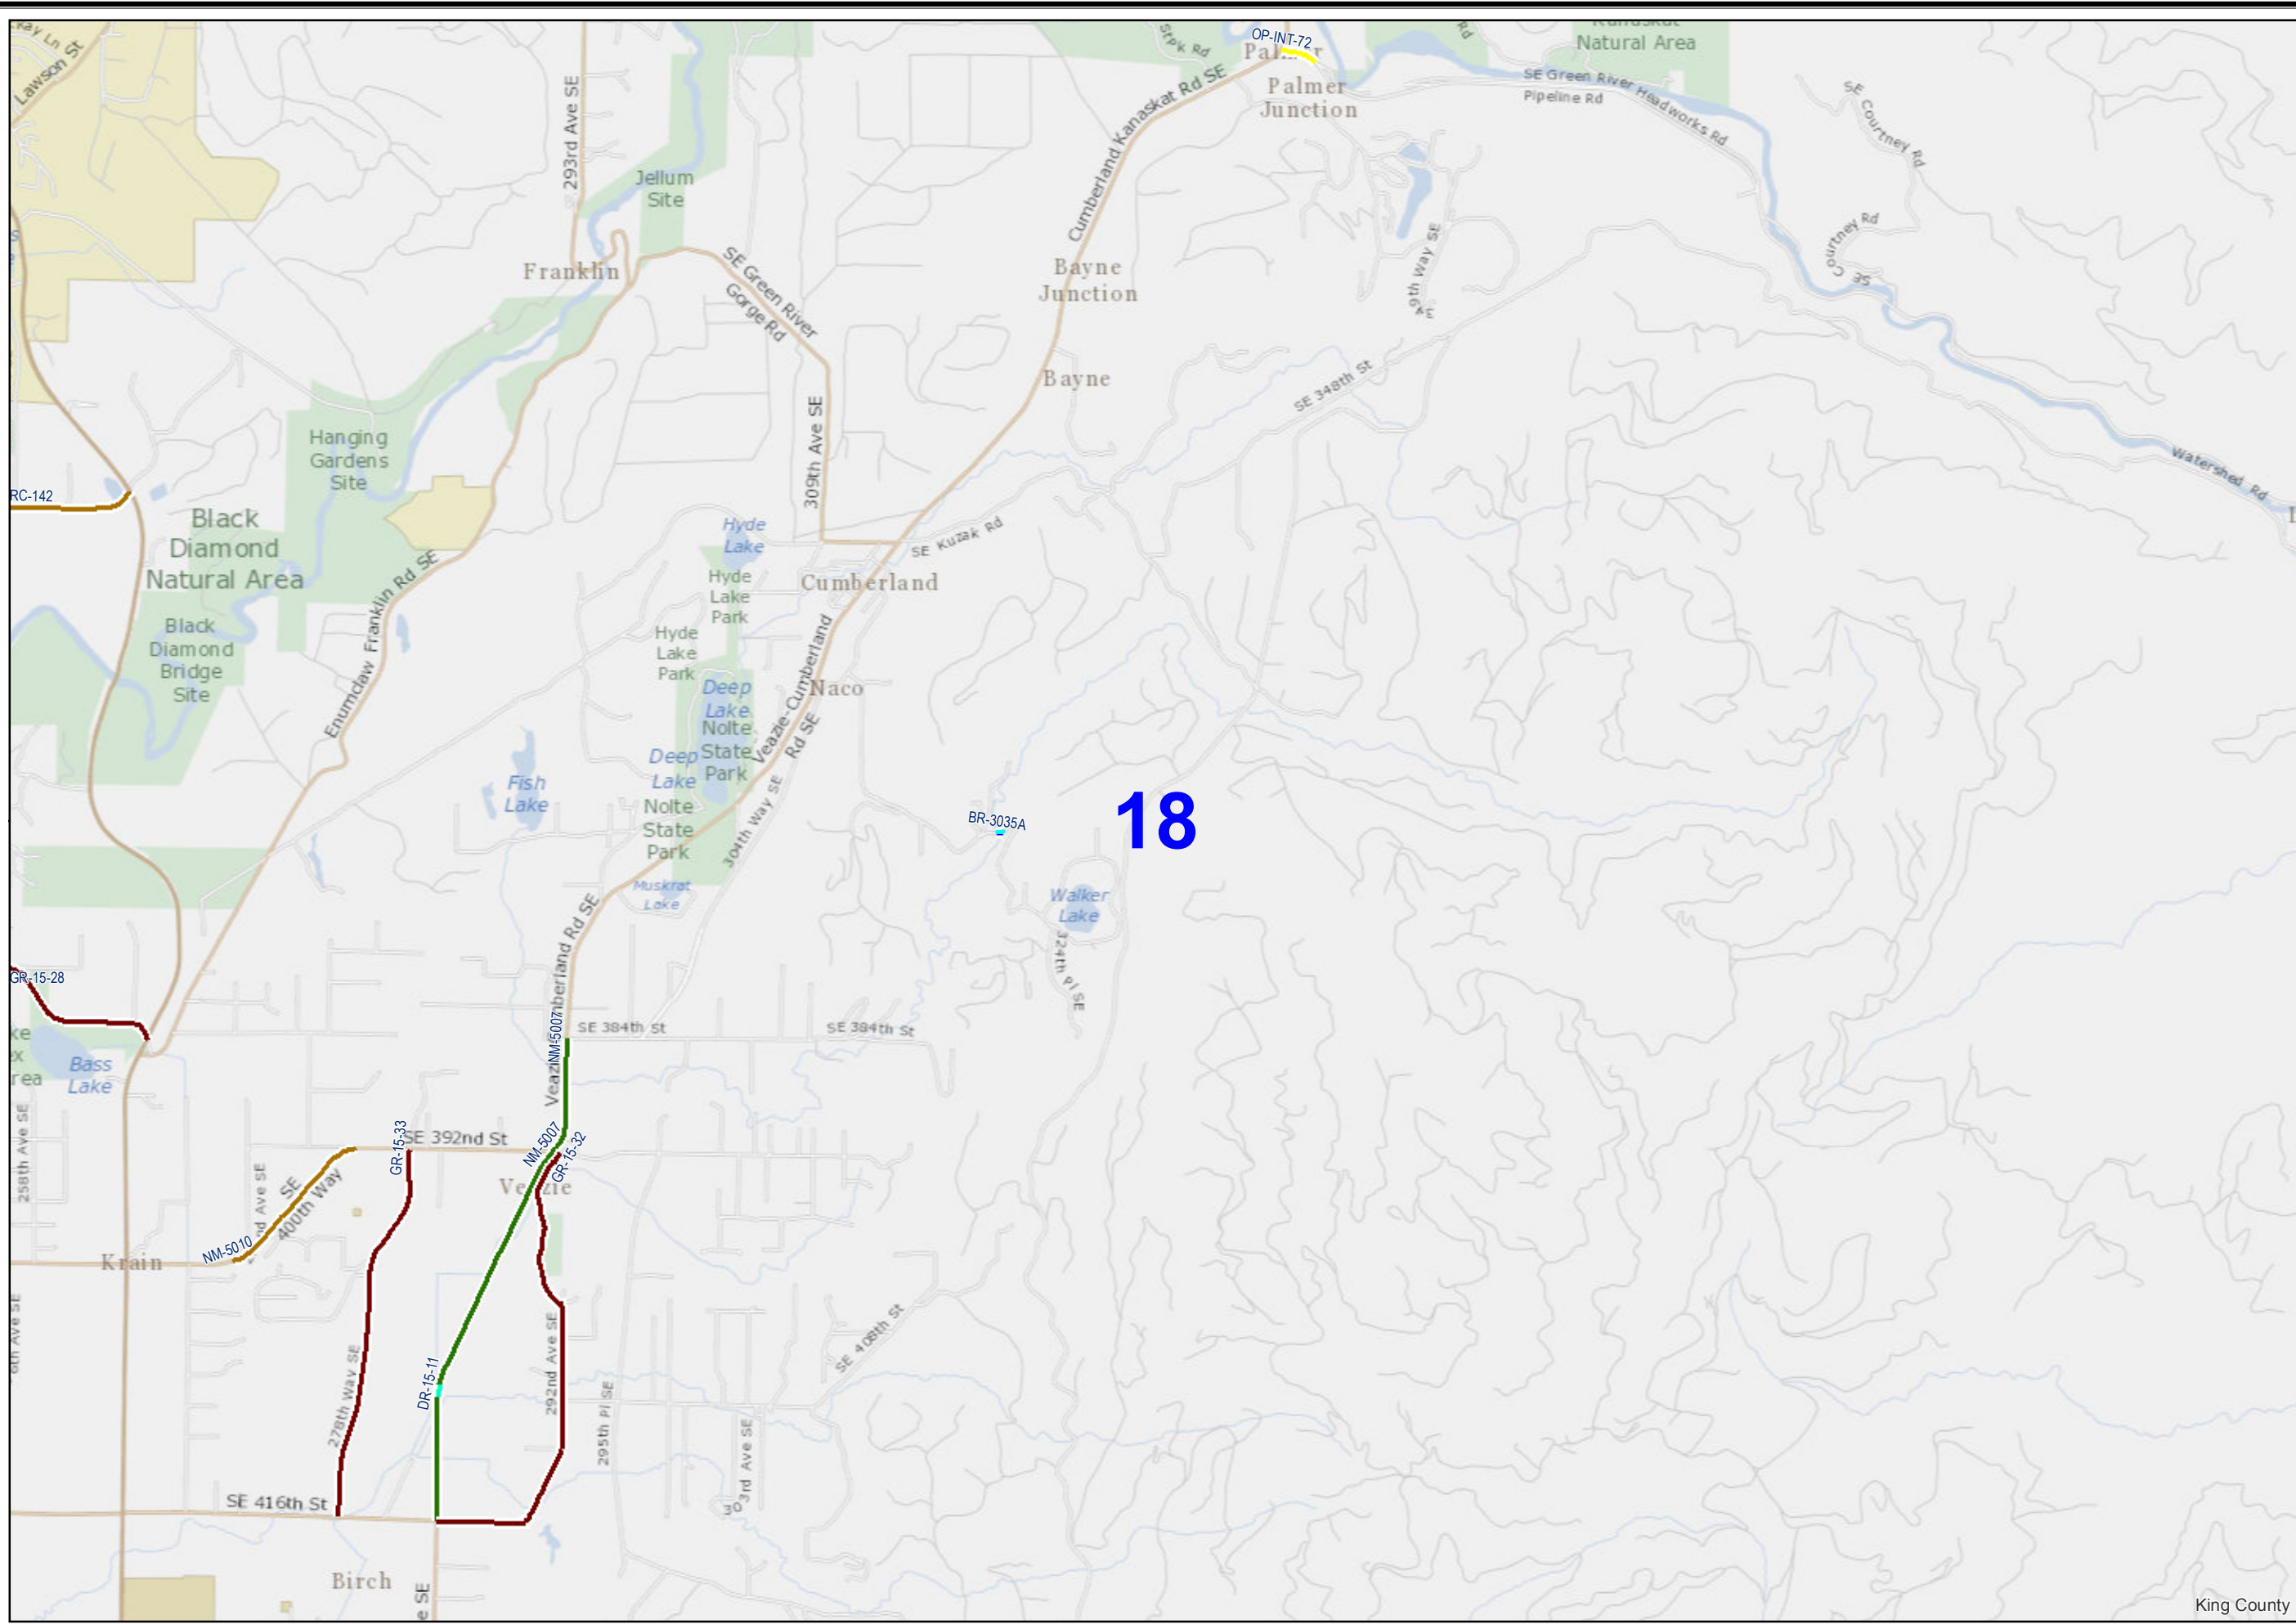 Lawson St
293rd Ave SE
Stpk Rd
OP-INT-72
Palmer
Junction
Rd
Natural Area
SE Green River Headworks Rd
Pipeline Rd
SE Courtney Rd
SE Courtney Rd
Jellum
Site
Cumberland Kanaskat Rd SE
Franklin
SE Green River
Gorge Rd
Bayne
Junction
349th Way SE
Bayne
SE 348th St
309th Ave SE
Hanging
Gardens
Site
RC-142
Black
Diamond
Natural Area
Watershed Rd
Hyde
Lake
SE Kuzak Rd
Hyde
Lake
Park
Cumberland
Enumclaw Franklin Rd SE
Black
Diamond
Bridge
Site
Hyde
Lake
Park
Deep
Lake
Nolte
State
Park
Naco
Veazie-Cumberland
Rd SE
Fish
Lake
Deep
Lake
Nolte
State
Park
304th Way SE
BR-3035A
18
Muskrat
Lake
Walker
Lake
324th Pl SE
GR-15-28
NM-5007
SE 384th St
SE 384th St
Bass
Lake
258th Ave SE
GR-15-33
SE 392nd St
NM-5007
GR-15-32
SE
400th Way
NM-5010
Krain
DR-15-11
278th Way SE
292nd Ave SE
295th Pl SE
SE 408th St
303rd Ave SE
SE 416th St
Birch
King County